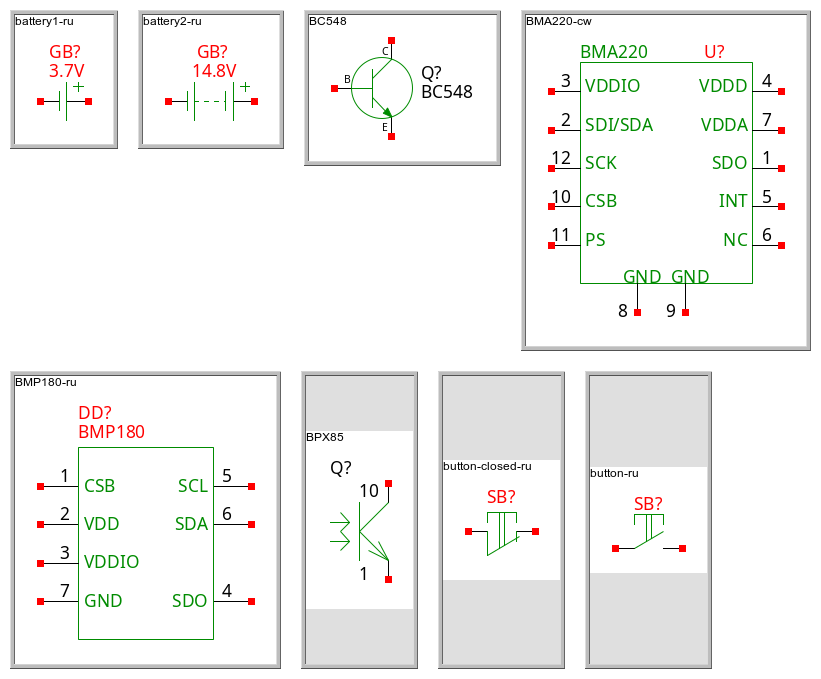 battery1-ru
GB?
3.7V
+
battery2-ru
GB?
14.8V
+
BC548
C
B
E
Q?
BC548
BMA220-cw
BMA220 U?
3 VDDIO VDDD 4
2 SDI/SDA VDDA 7
12 SCK SDO 1
10 CSB INT 5
11 PS NC 6
GND GND
8 9
BMP180-ru
DD?
BMP180
1 CSB SCL 5
2 VDD SDA 6
3 VDDIO
7 GND SDO 4
BPX85
Q?
10
1
button-closed-ru
SB?
button-ru
SB?